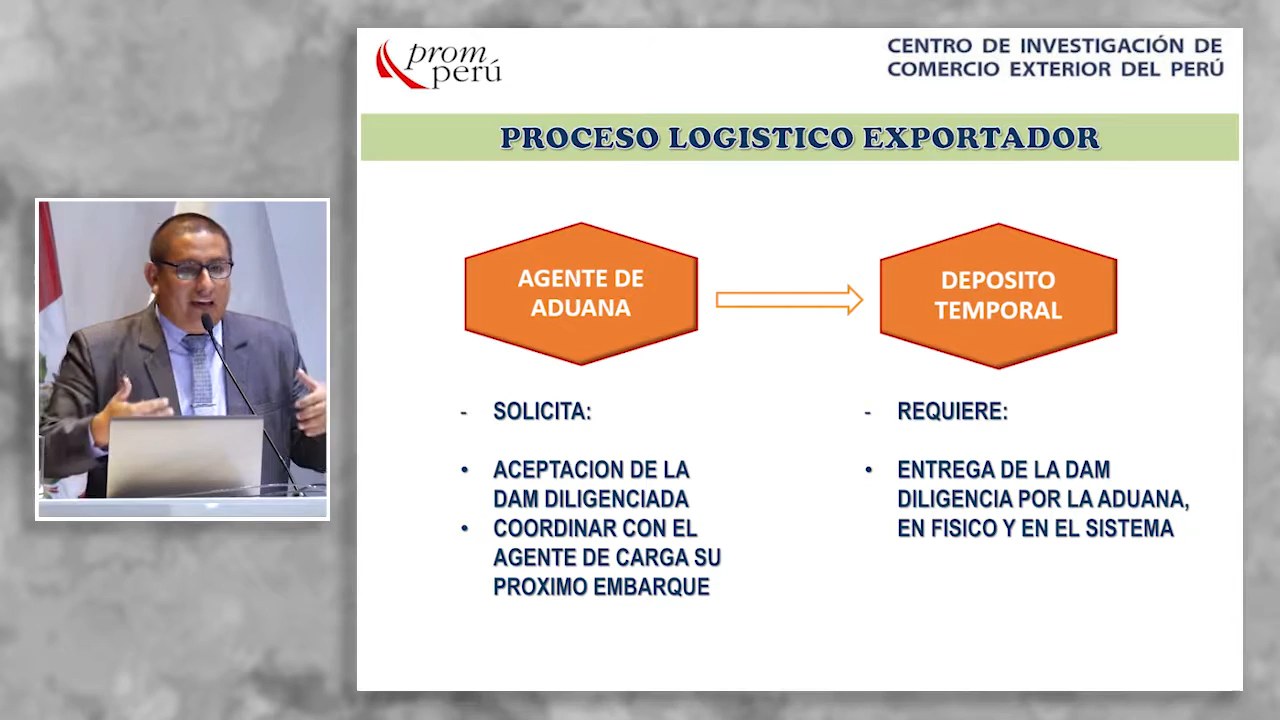 prom
perú
CENTRO DE INVESTIGACIÓN DE
COMERCIO EXTERIOR DEL PERÚ
PROCESO LOGISTICO EXPORTADOR
AGENTE DE
ADUANA
DEPOSITO
TEMPORAL
- SOLICITA:
• ACEPTACION DE LA
DAM DILIGENCIADA
• COORDINAR CON EL
AGENTE DE CARGA SU
PROXIMO EMBARQUE
- REQUIERE:
• ENTREGA DE LA DAM
DILIGENCIA POR LA ADUANA,
EN FISICO Y EN EL SISTEMA